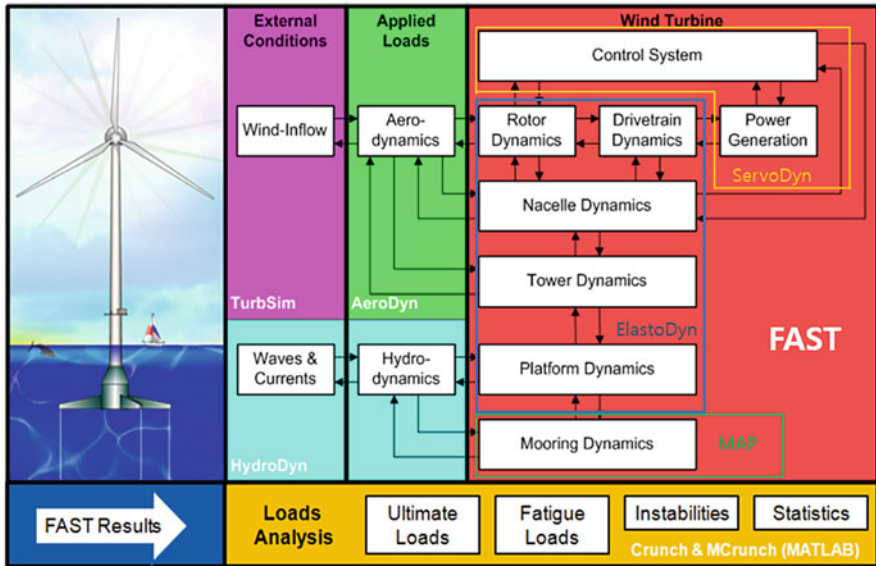 External
Conditions
Applied
Loads
Wind Turbine
Control System
Wind-Inflow
Aero-
dynamics
Rotor
Dynamics
Drivetrain
Dynamics
Power
Generation
ServoDyn
Nacelle Dynamics
Tower Dynamics
TurbSim
AeroDyn
ElastoDyn
FAST
Waves &
Currents
Hydro-
dynamics
Platform Dynamics
Mooring Dynamics
MAP
HydroDyn
FAST Results
Loads
Analysis
Ultimate
Loads
Fatigue
Loads
Instabilities
Statistics
Crunch & MCrunch (MATLAB)